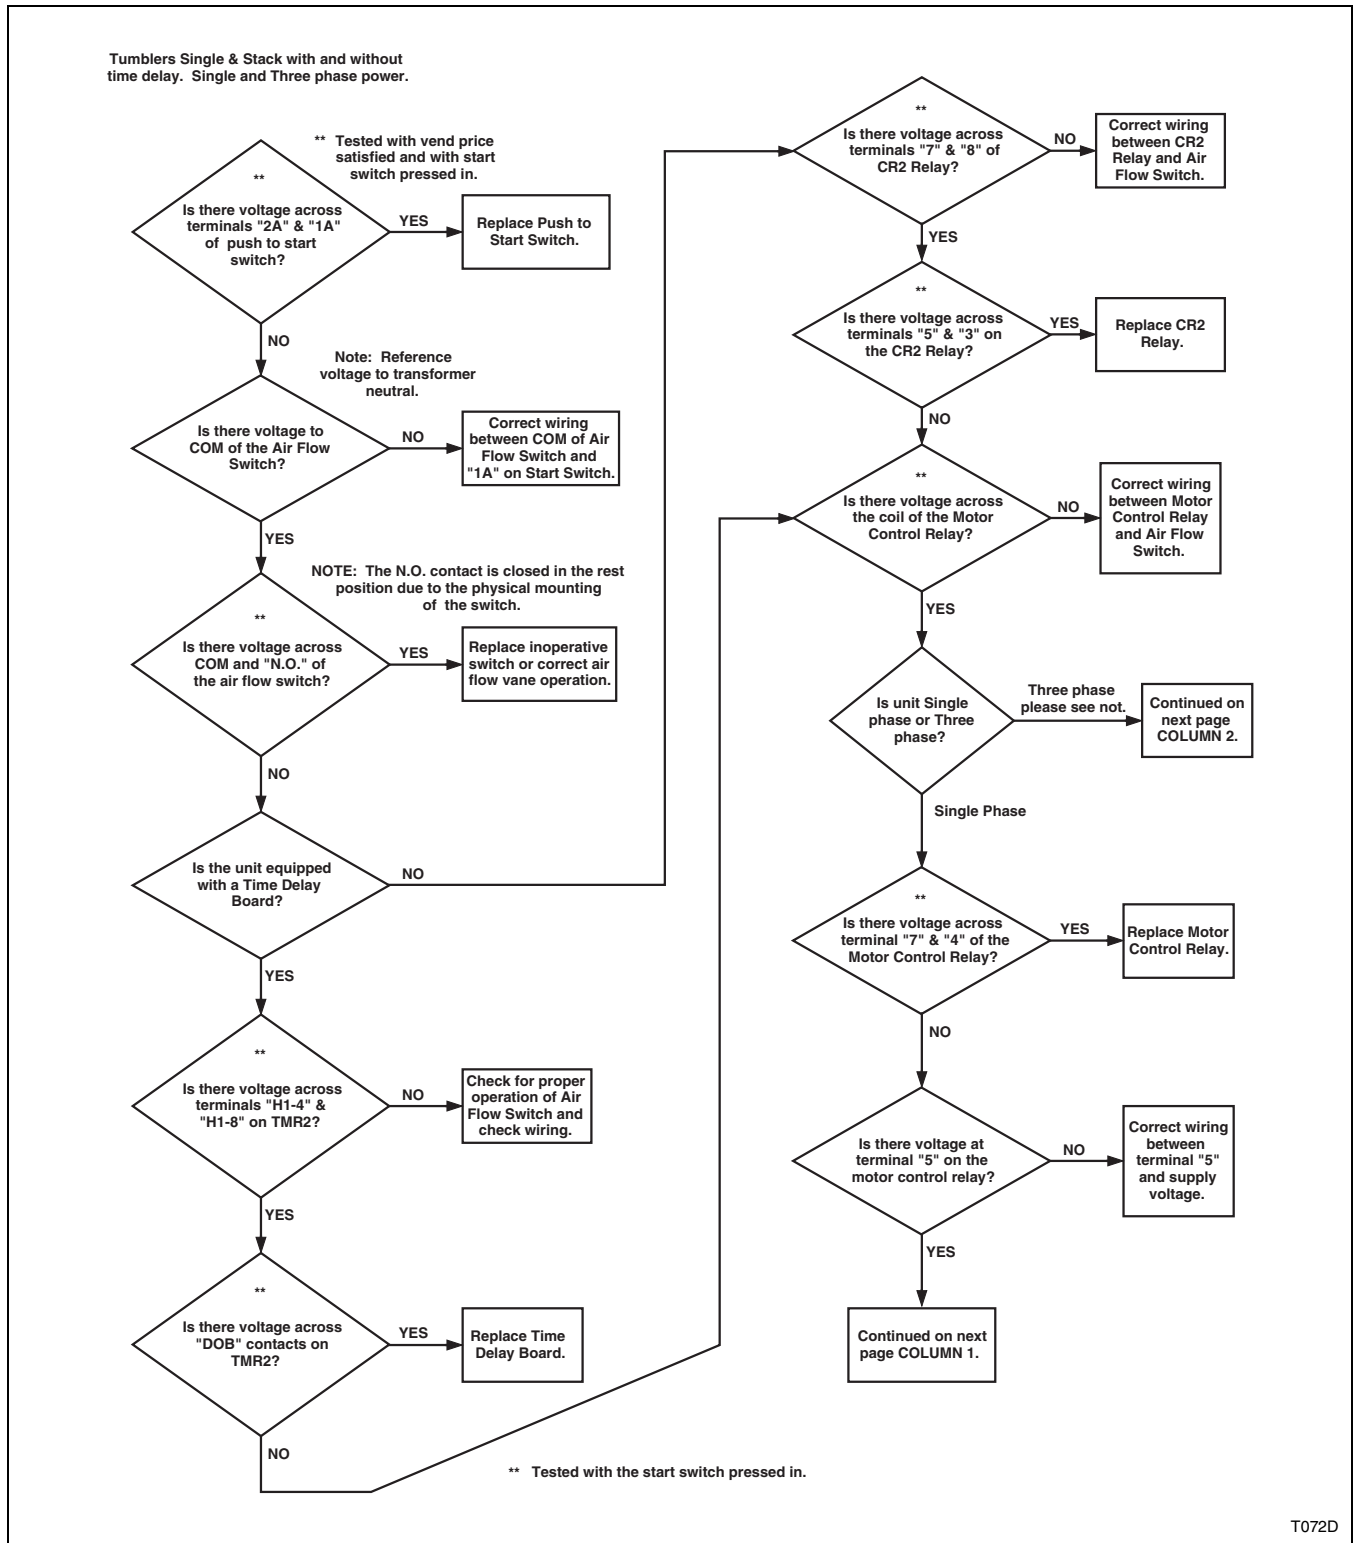 Tumblers Single & Stack with and without
time delay.  Single and Three phase power.
** Tested with vend price
satisfied and with start
switch pressed in.
**
Is there voltage across
terminals "2A" & "1A"
of push to start
switch?
YES
Replace Push to
Start Switch.
NO
Note: Reference
voltage to transformer
neutral.
Is there voltage to
COM of the Air Flow
Switch?
NO
Correct wiring
between COM of Air
Flow Switch and
"1A" on Start Switch.
YES
NOTE: The N.O. contact is closed in the rest
position due to the physical mounting
of the switch.
**
Is there voltage across
COM and "N.O." of
the air flow switch?
YES
Replace inoperative
switch or correct air
flow vane operation.
NO
Is the unit equipped
with a Time Delay
Board?
NO
YES
**
Is there voltage across
terminals "H1-4" &
"H1-8" on TMR2?
NO
Check for proper
operation of Air
Flow Switch and
check wiring.
YES
**
Is there voltage across
"DOB" contacts on
TMR2?
YES
Replace Time
Delay Board.
NO
** Tested with the start switch pressed in.
**
Is there voltage across
terminals "7" & "8" of
CR2 Relay?
NO
Correct wiring
between CR2
Relay and Air
Flow Switch.
YES
**
Is there voltage across
terminals "5" & "3" on
the CR2 Relay?
YES
Replace CR2
Relay.
NO
**
Is there voltage across
the coil of the Motor
Control Relay?
NO
Correct wiring
between Motor
Control Relay
and Air Flow
Switch.
YES
Is unit Single
phase or Three
phase?
Three phase
please see not.
Continued on
next page
COLUMN 2.
Single Phase
**
Is there voltage across
terminal "7" & "4" of the
Motor Control Relay?
YES
Replace Motor
Control Relay.
NO
Is there voltage at
terminal "5" on the
motor control relay?
NO
Correct wiring
between
terminal "5"
and supply
voltage.
YES
Continued on next
page COLUMN 1.
T072D